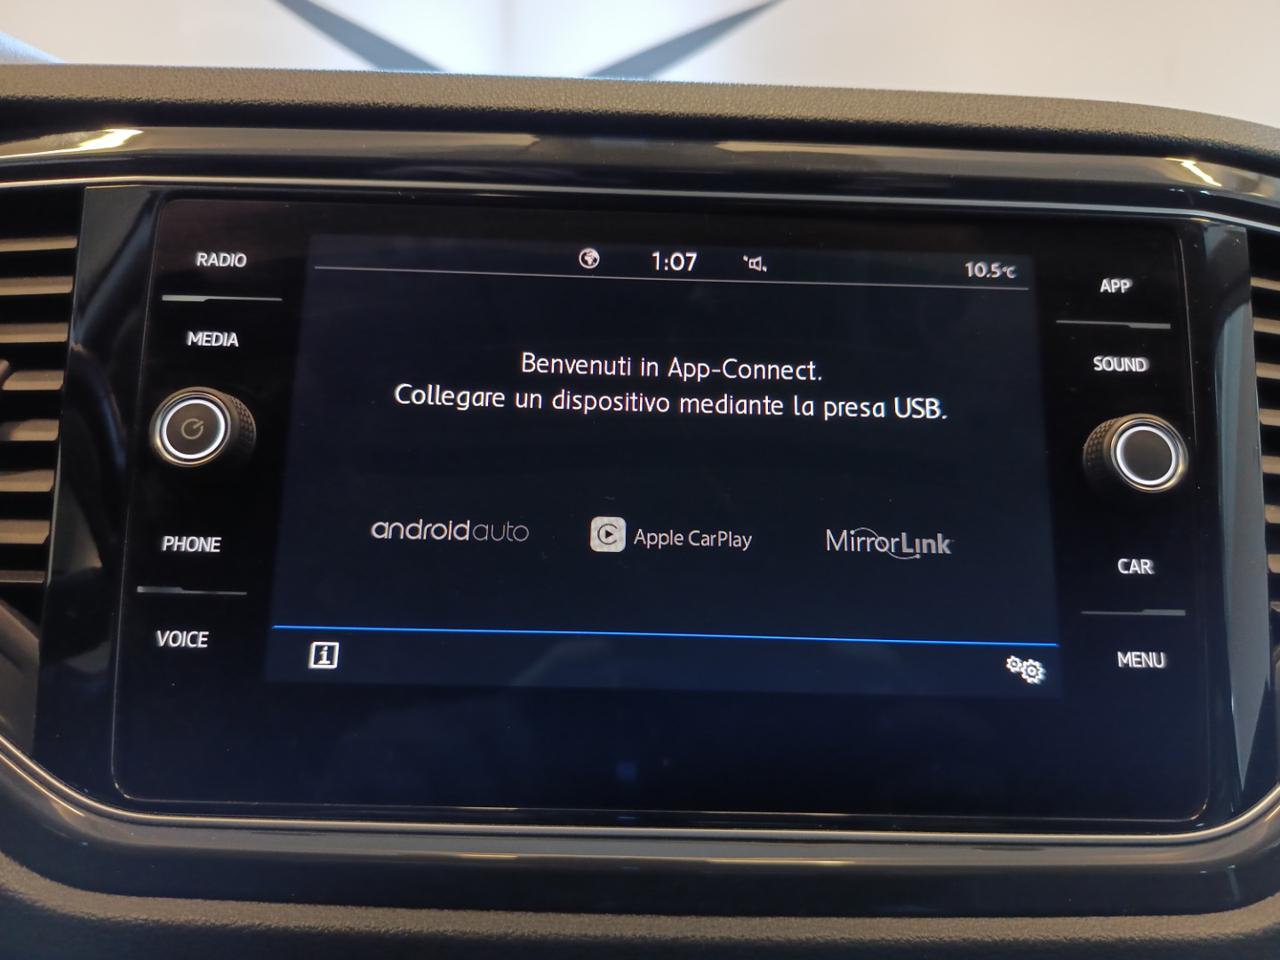 RADIO
MEDIA
PHONE
VOICE
1:07
10.5°C
Benvenuti in App-Connect.
Collegare un dispositivo mediante la presa USB.
androidauto
Apple CarPlay
MirrorLink
i
APP
SOUND
CAR
MENU